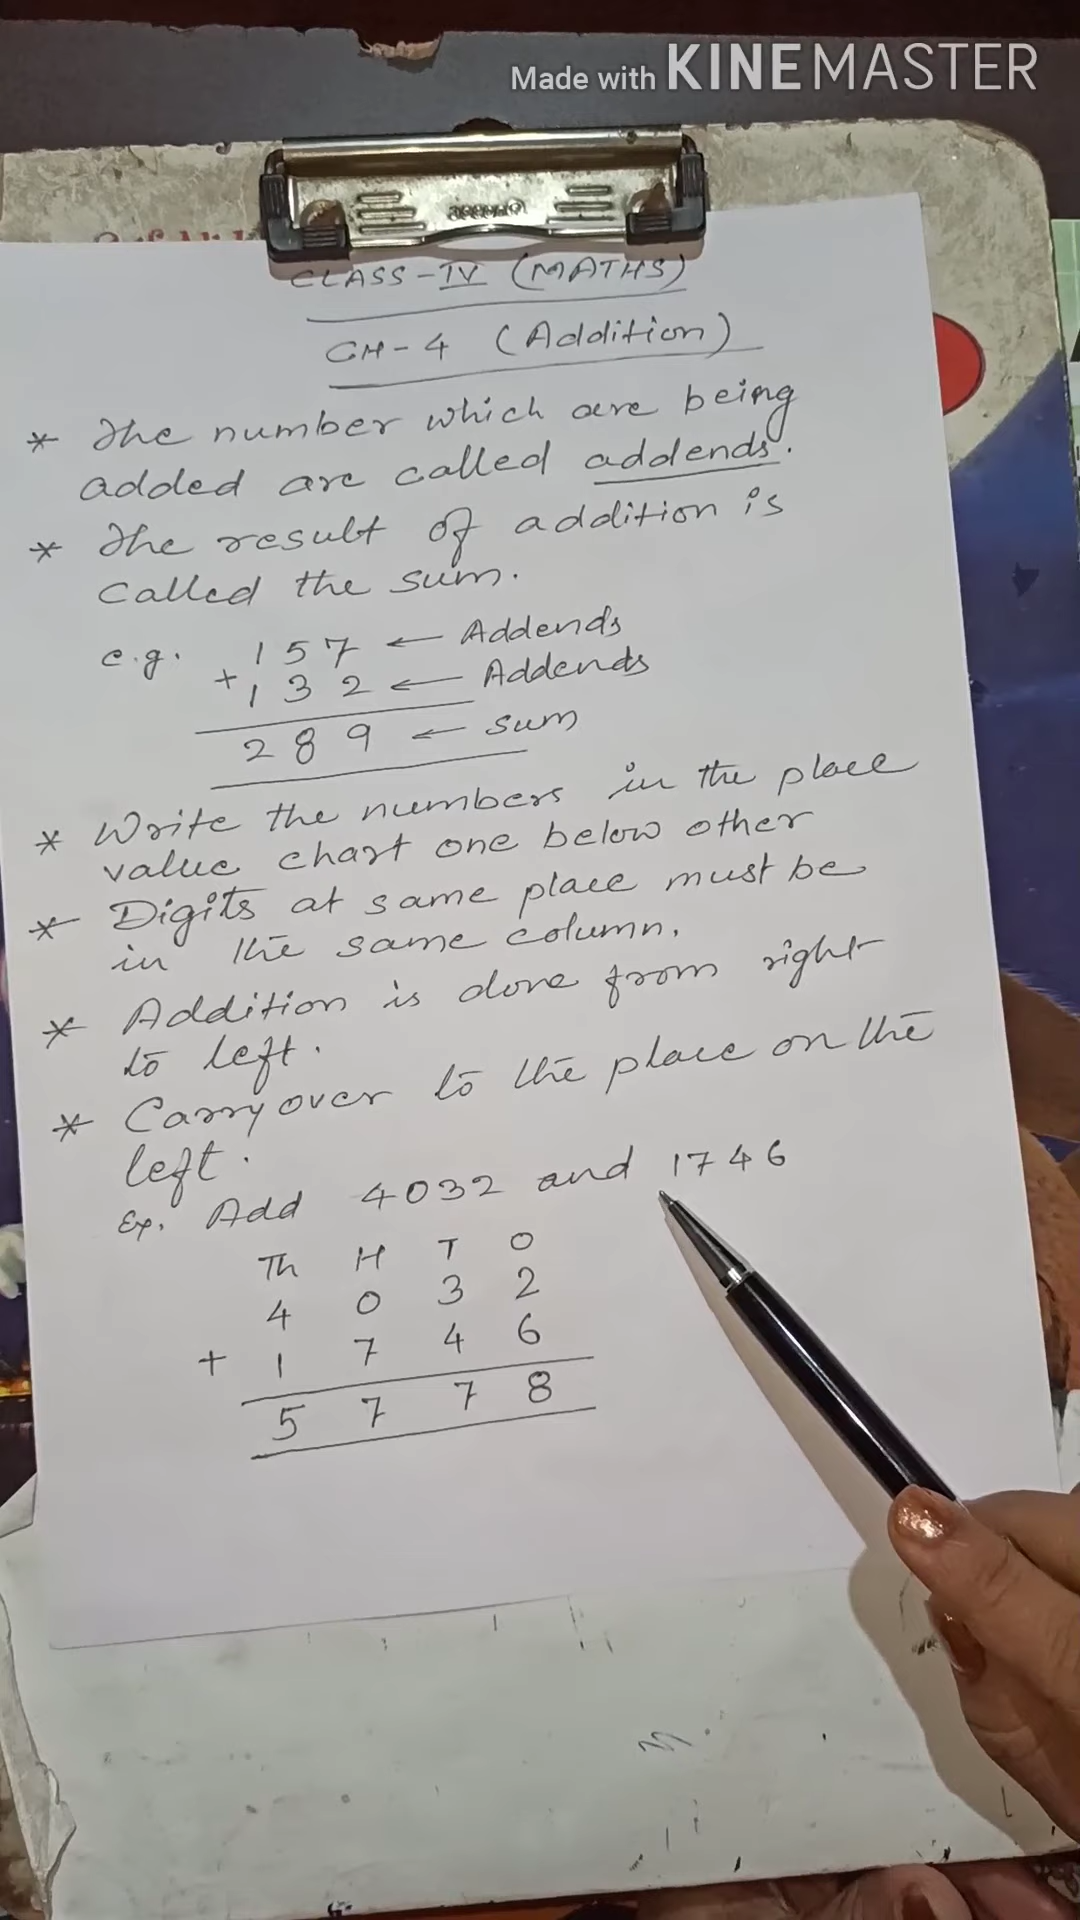 Made with KINEMASTER
CLASS-IV (MATHS)
CH-4 (Addition)
* The number which are being
added are called addends.
* The result of addition is
called the sum.
e.g. 157 ← Addends
+ 132 ← Addends
289 ← Sum
* Write the numbers in the place
value chart one below other
* Digits at same place must be
in the same column.
* Addition is done from right
to left.
* Carryover to the place on the
left.
Ex. Add 4032 and 1746
Th H T O
4 0 3 2
+ 1 7 4 6
5 7 7 8